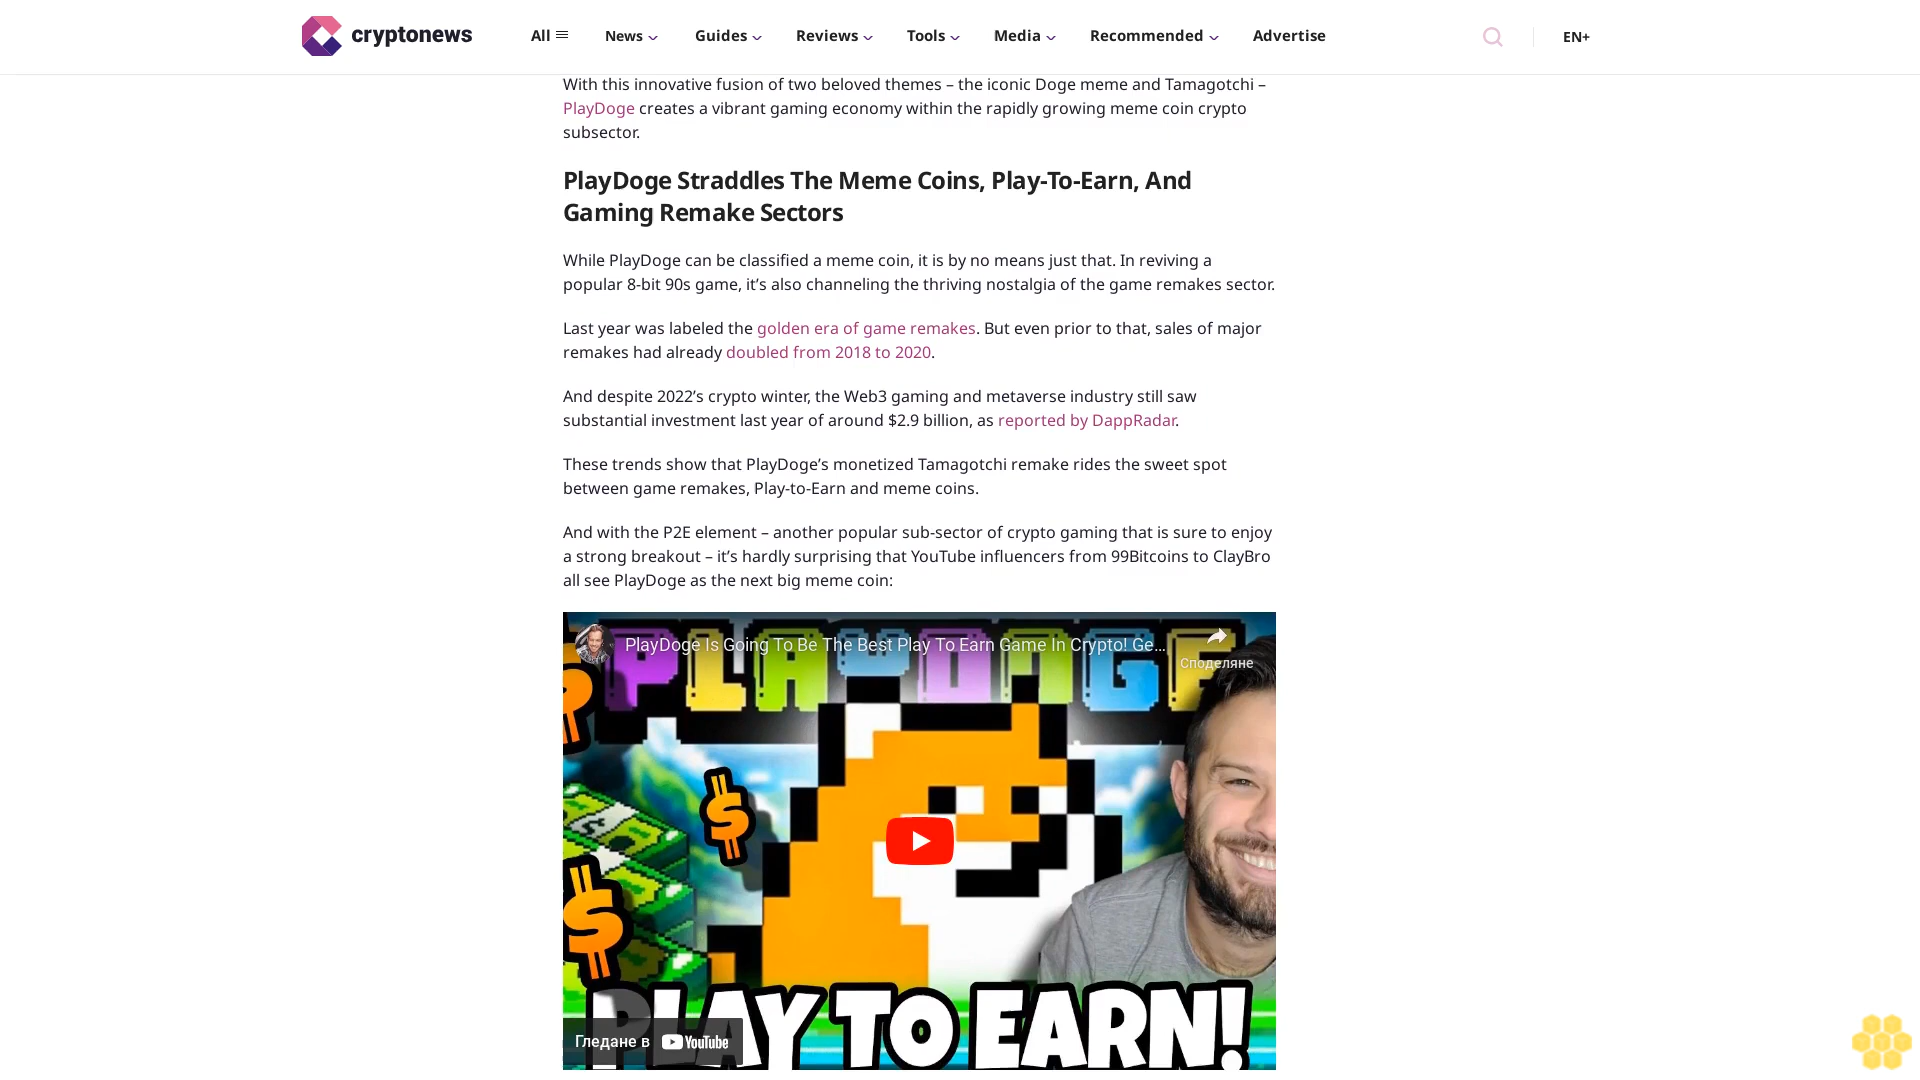 cryptonews
All
News
Guides
Reviews
Tools
Media
Recommended
Advertise
EN+
With this innovative fusion of two beloved themes – the iconic Doge meme and Tamagotchi –
PlayDoge creates a vibrant gaming economy within the rapidly growing meme coin crypto
subsector.
PlayDoge Straddles The Meme Coins, Play-To-Earn, And
Gaming Remake Sectors
While PlayDoge can be classified a meme coin, it is by no means just that. In reviving a
popular 8-bit 90s game, it’s also channeling the thriving nostalgia of the game remakes sector.
Last year was labeled the golden era of game remakes. But even prior to that, sales of major
remakes had already doubled from 2018 to 2020.
And despite 2022’s crypto winter, the Web3 gaming and metaverse industry still saw
substantial investment last year of around $2.9 billion, as reported by DappRadar.
These trends show that PlayDoge’s monetized Tamagotchi remake rides the sweet spot
between game remakes, Play-to-Earn and meme coins.
And with the P2E element – another popular sub-sector of crypto gaming that is sure to enjoy
a strong breakout – it’s hardly surprising that YouTube influencers from 99Bitcoins to ClayBro
all see PlayDoge as the next big meme coin:
PlayDoge Is Going To Be The Best Play To Earn Game In Crypto! Ge...
Споделяне
PLAYDOGE
$
$
$
PLAY TO EARN!
Гледане в YouTube